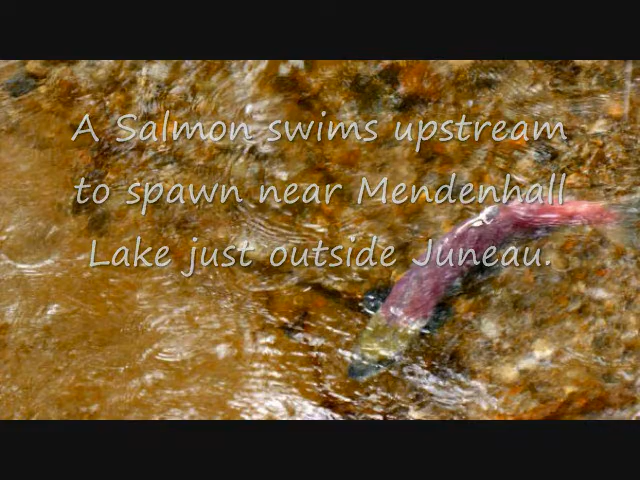 A Salmon swims upstream
to spawn near Mendenhall
Lake just outside Juneau.